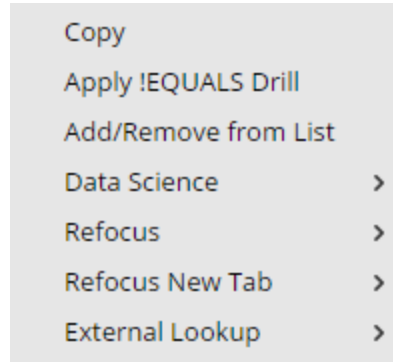 Copy
Apply !EQUALS Drill
Add/Remove from List
Data Science
Refocus
Refocus New Tab
External Lookup